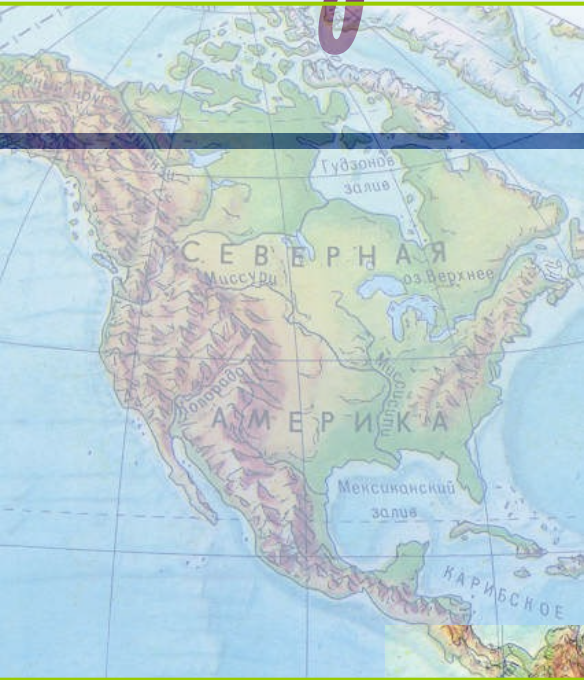 Гудзонов
залив
СЕВЕРНАЯ
Миссури
оз.Верхнее
Колорадо
Миссисипи
АМЕРИКА
Мексиканский
залив
КАРИБСКОЕ